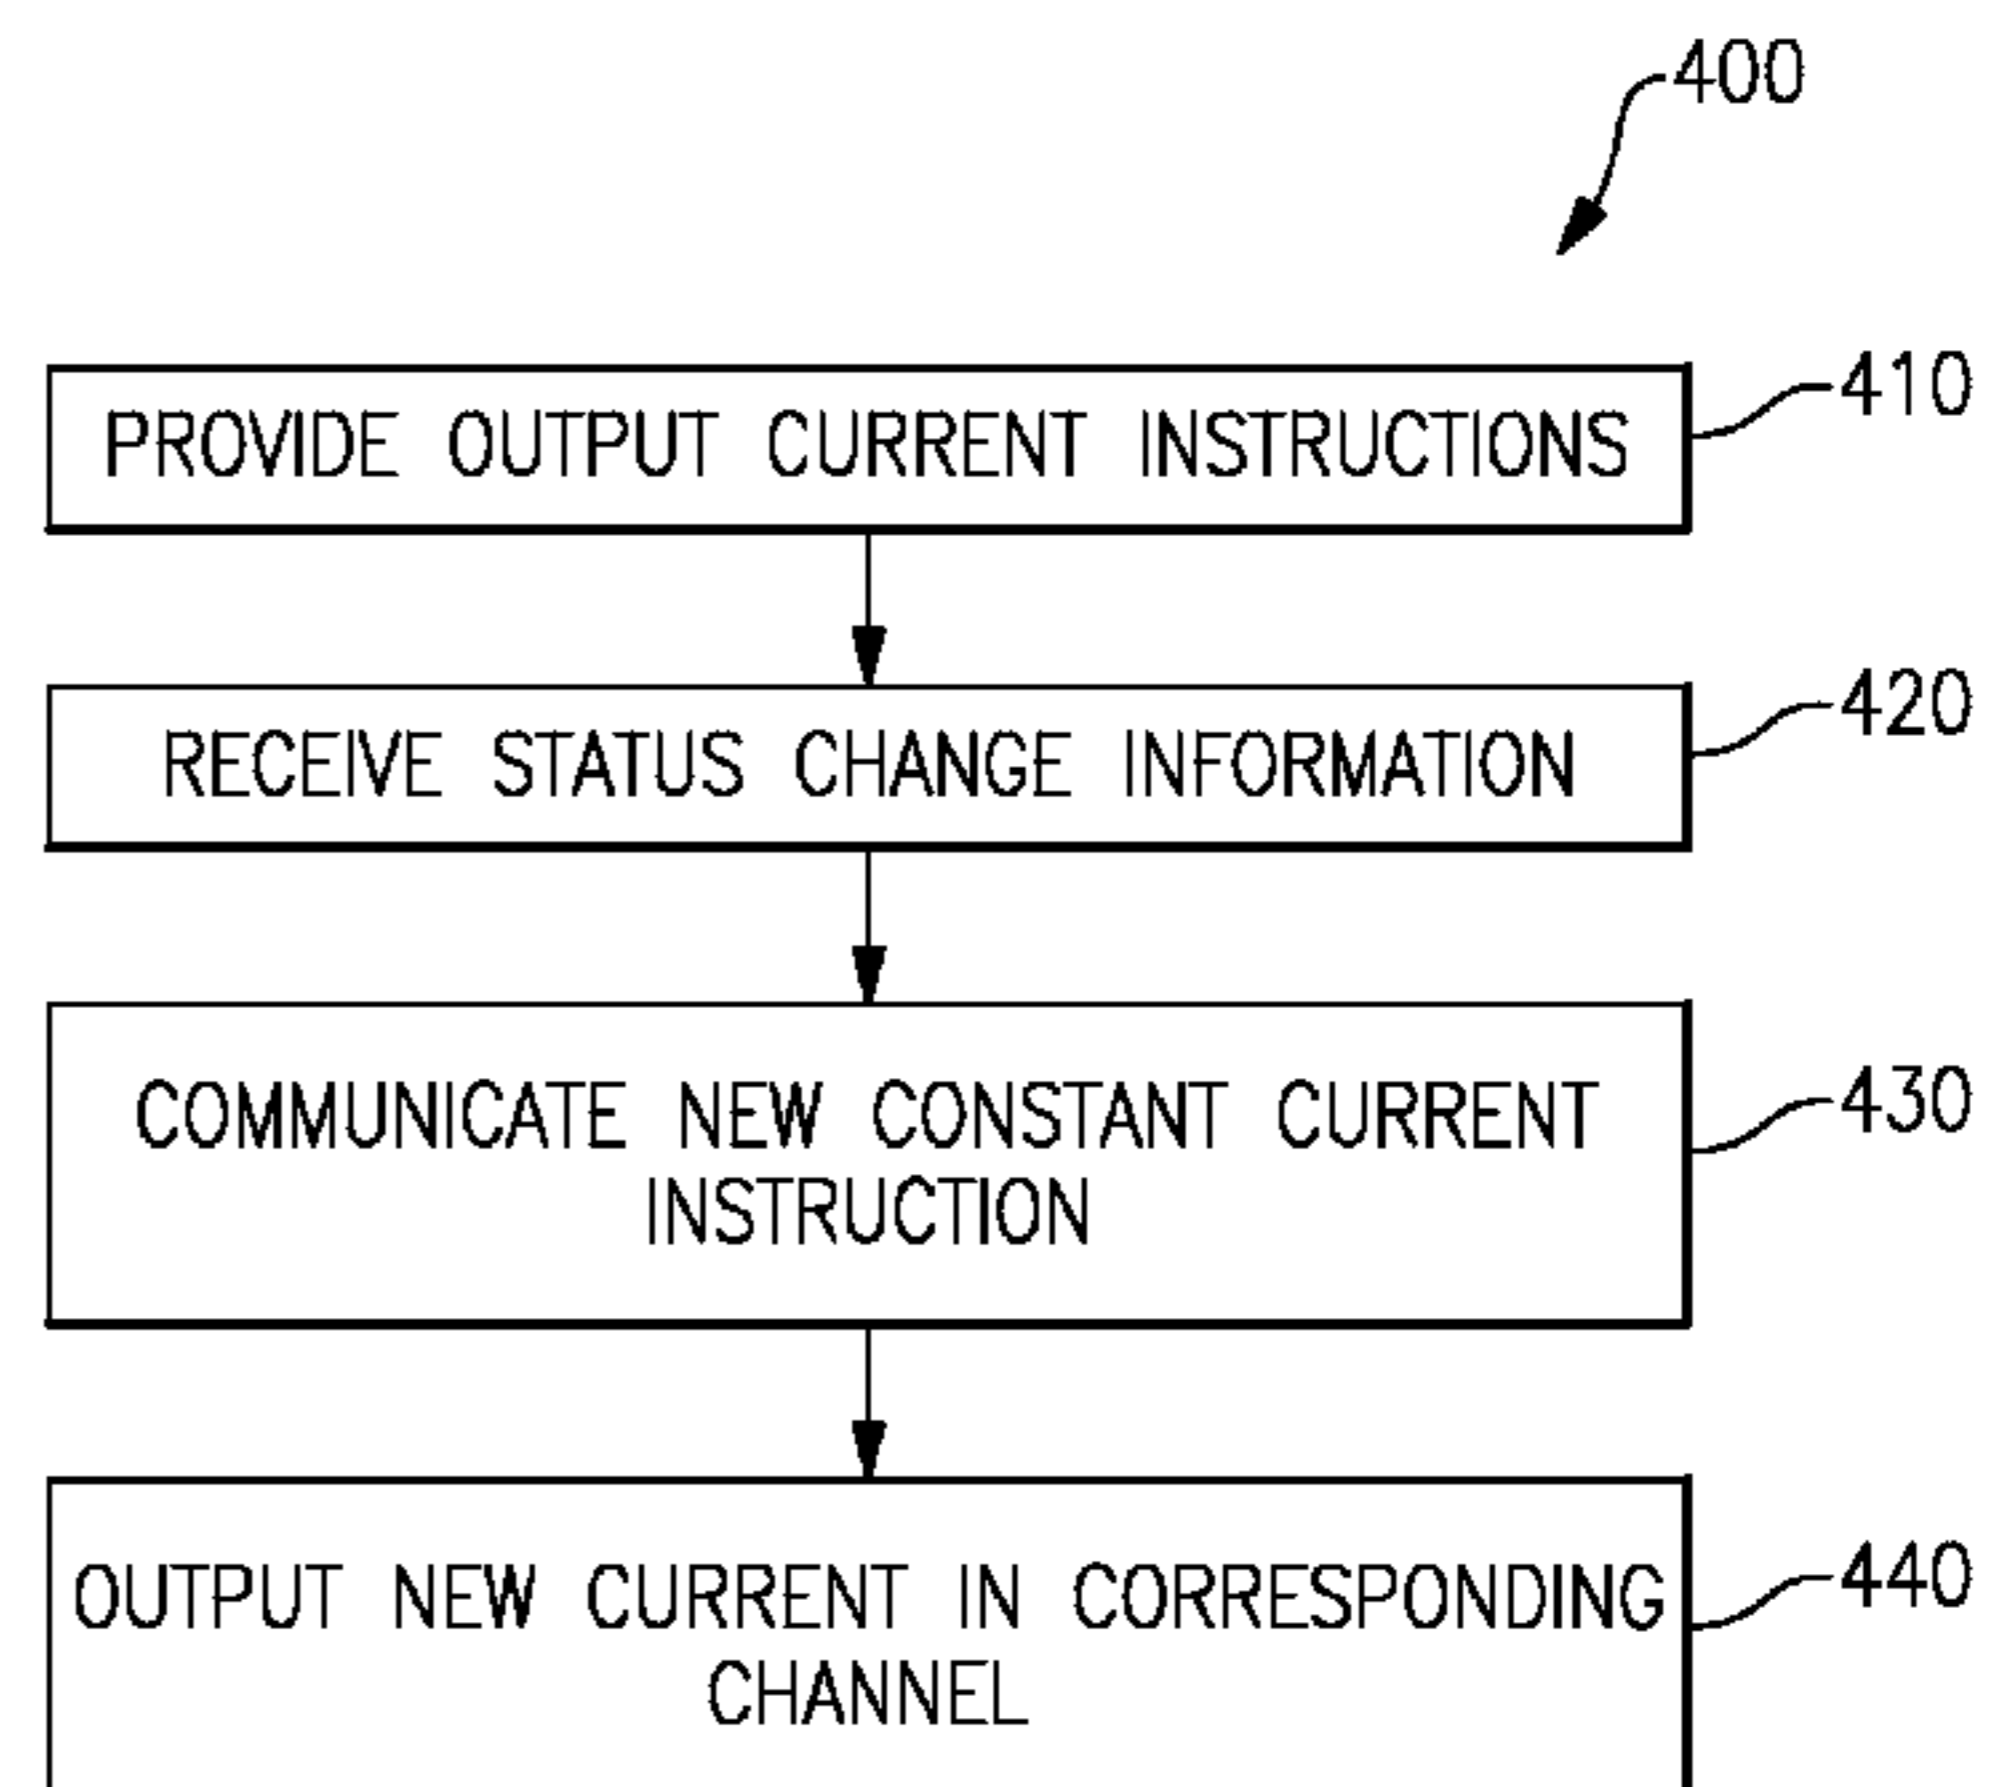 400
PROVIDE OUTPUT CURRENT INSTRUCTIONS
410
RECEIVE STATUS CHANGE INFORMATION
420
COMMUNICATE NEW CONSTANT CURRENT
INSTRUCTION
430
OUTPUT NEW CURRENT IN CORRESPONDING
CHANNEL
440